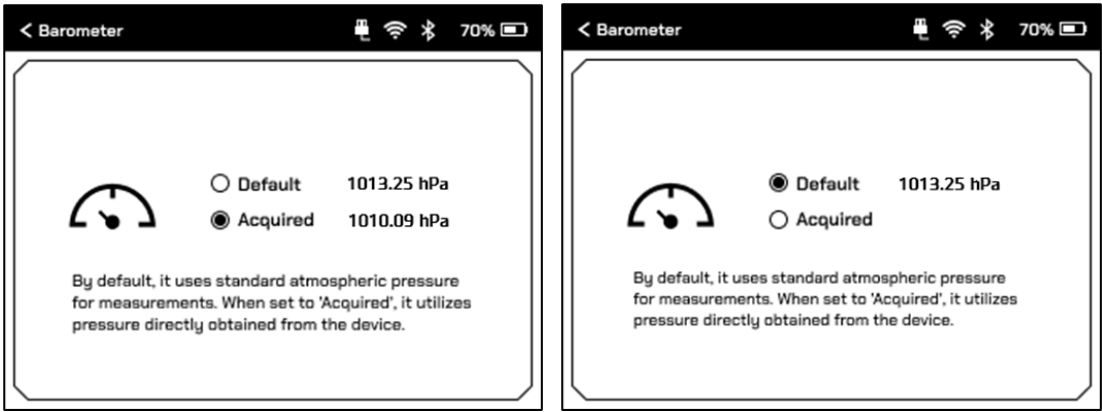 Barometer 70%
Default 1013.25 hPa
Acquired 1010.09 hPa
By default, it uses standard atmospheric pressure
for measurements. When set to 'Acquired', it utilizes
pressure directly obtained from the device.
Barometer 70%
Default 1013.25 hPa
Acquired
By default, it uses standard atmospheric pressure
for measurements. When set to 'Acquired', it utilizes
pressure directly obtained from the device.